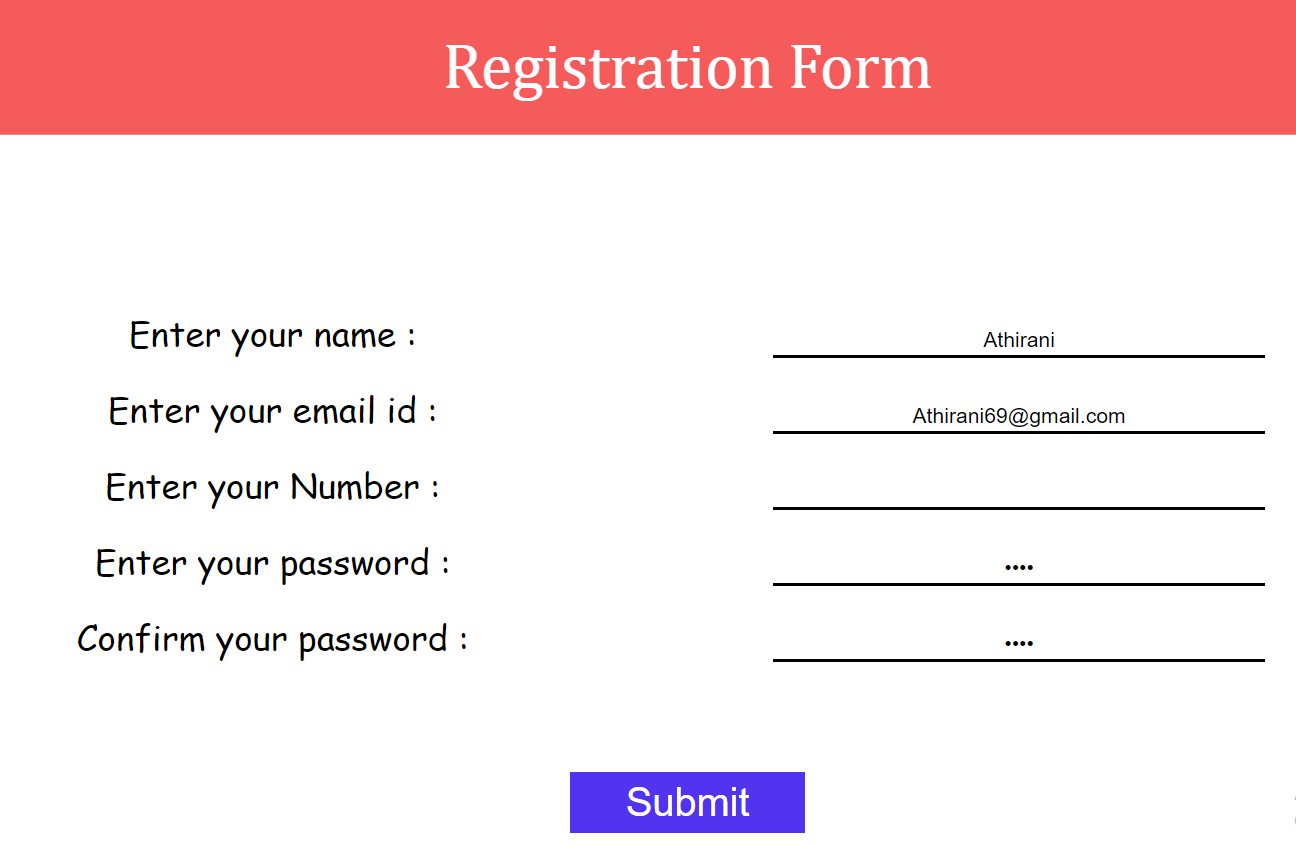 Registration Form
Enter your name : Athirani
Enter your email id : Athirani69@gmail.com
Enter your Number :
Enter your password : ••••
Confirm your password : ••••
Submit